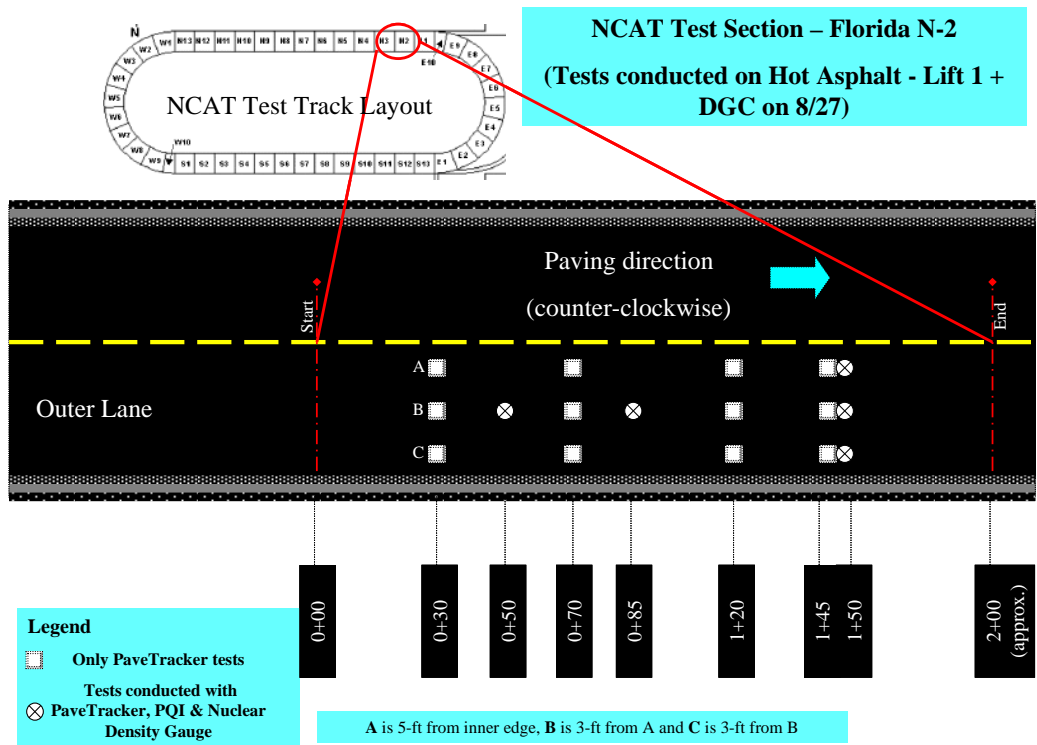 NCAT Test Section – Florida N-2
(Tests conducted on Hot Asphalt - Lift 1 +
DGC on 8/27)
N
W1 N13 N12 N11 N10 N9 N8 N7 N6 N5 N4 N3 N2
E9
E8
E7
E6
E5
E4
E3
E2
E1
E10
W2
W3
W4
W5
W6
W7
W8
W9
W10
NCAT Test Track Layout
S1 S2 S3 S4 S5 S6 S7 S8 S9 S10 S11 S12 S13
Paving direction
(counter-clockwise)
Start
End
Outer Lane
A
B
C
0+00
0+30
0+50
0+70
0+85
1+20
1+45
1+50
2+00
(approx.)
Legend
Only PaveTracker tests
Tests conducted with
PaveTracker, PQI & Nuclear
Density Gauge
A is 5-ft from inner edge, B is 3-ft from A and C is 3-ft from B